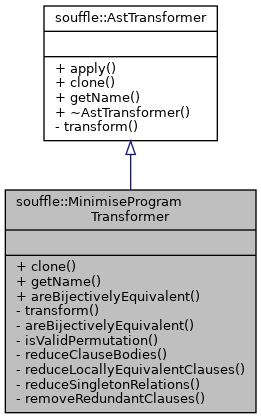 souffle::AstTransformer
+ apply()
+ clone()
+ getName()
+ ~AstTransformer()
- transform()
souffle::MinimiseProgram
Transformer
+ clone()
+ getName()
+ areBijectivelyEquivalent()
- transform()
- areBijectivelyEquivalent()
- isValidPermutation()
- reduceClauseBodies()
- reduceLocallyEquivalentClauses()
- reduceSingletonRelations()
- removeRedundantClauses()